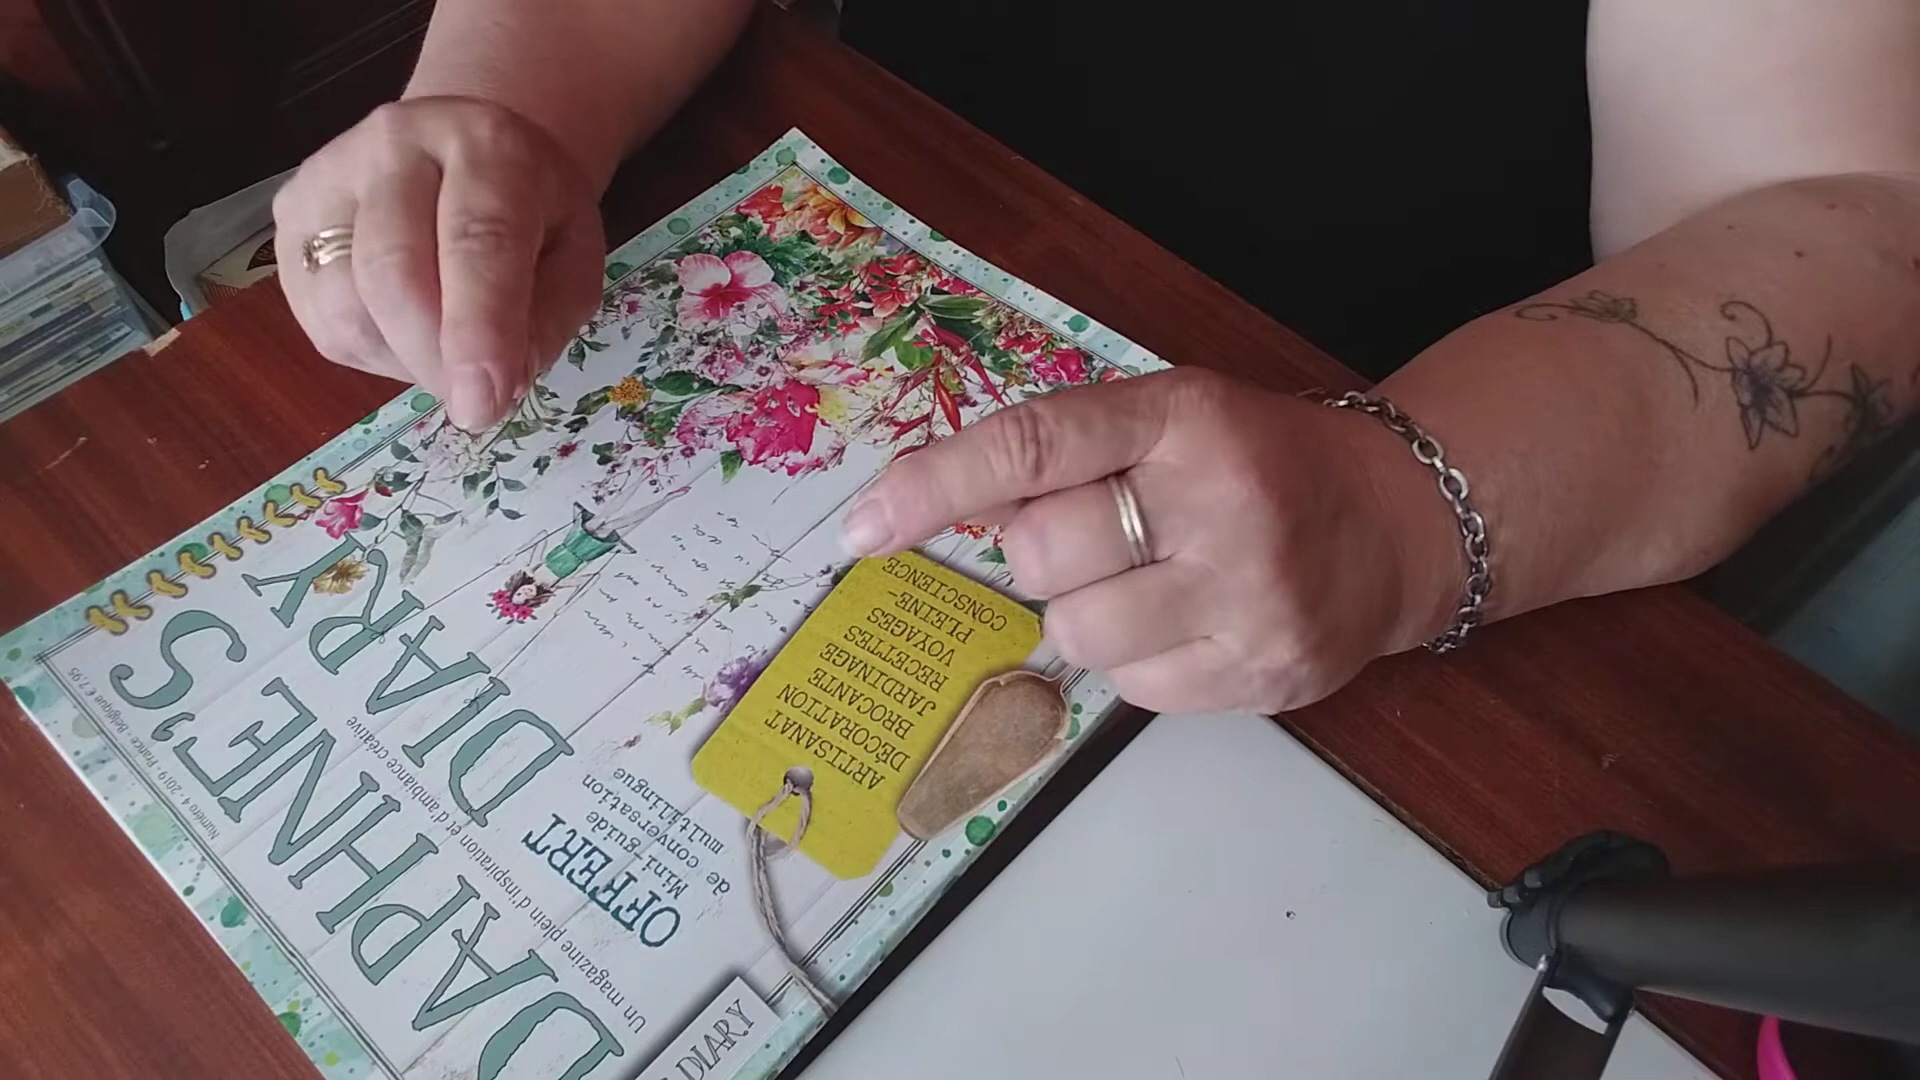 Numéro 4 - 2019 - France - Belgique € 7,95
DAPHNE'S
DIARY
Un magazine plein d'inspiration et d'ambiance créative
OFFERT
Mini-guide
de conversation
multilingue
ARTISANAT
DÉCORATION
BROCANTE
JARDINAGE
RECETTES
VOYAGES
PLEINE-
CONSCIENCE
D
DIARY